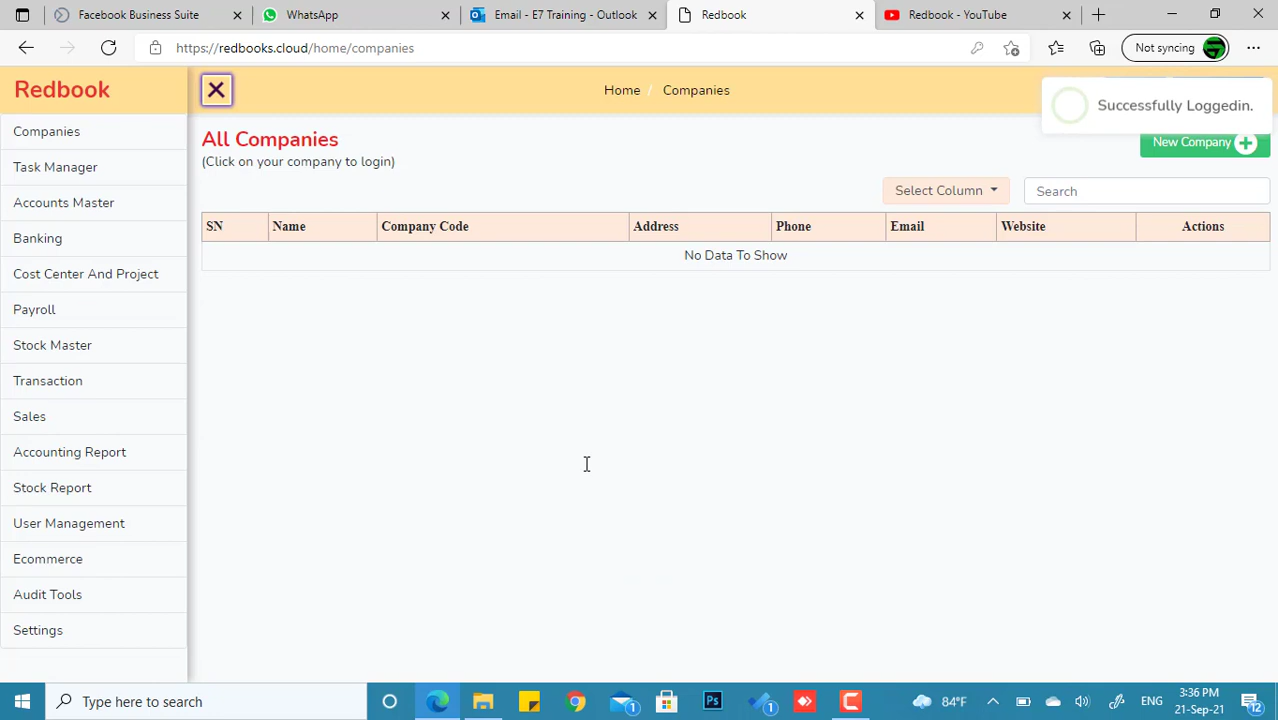 Facebook Business Suite
WhatsApp
Email - E7 Training - Outlook
Redbook
Redbook - YouTube
https://redbooks.cloud/home/companies
Not syncing
Redbook
Home / Companies
Successfully Loggedin.
Companies
Task Manager
Accounts Master
Banking
Cost Center And Project
Payroll
Stock Master
Transaction
Sales
Accounting Report
Stock Report
User Management
Ecommerce
Audit Tools
Settings
All Companies
(Click on your company to login)
New Company
Select Column
Search
SN Name Company Code Address Phone Email Website Actions
No Data To Show
Type here to search
1
Ps
1
84°F
ENG
3:36 PM
21-Sep-21
12